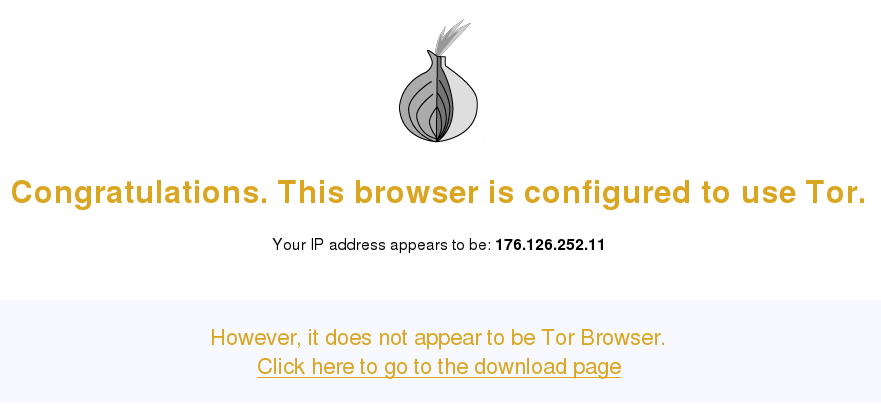 Congratulations. This browser is configured to use Tor.
Your IP address appears to be: 176.126.252.11
However, it does not appear to be Tor Browser.
Click here to go to the download page